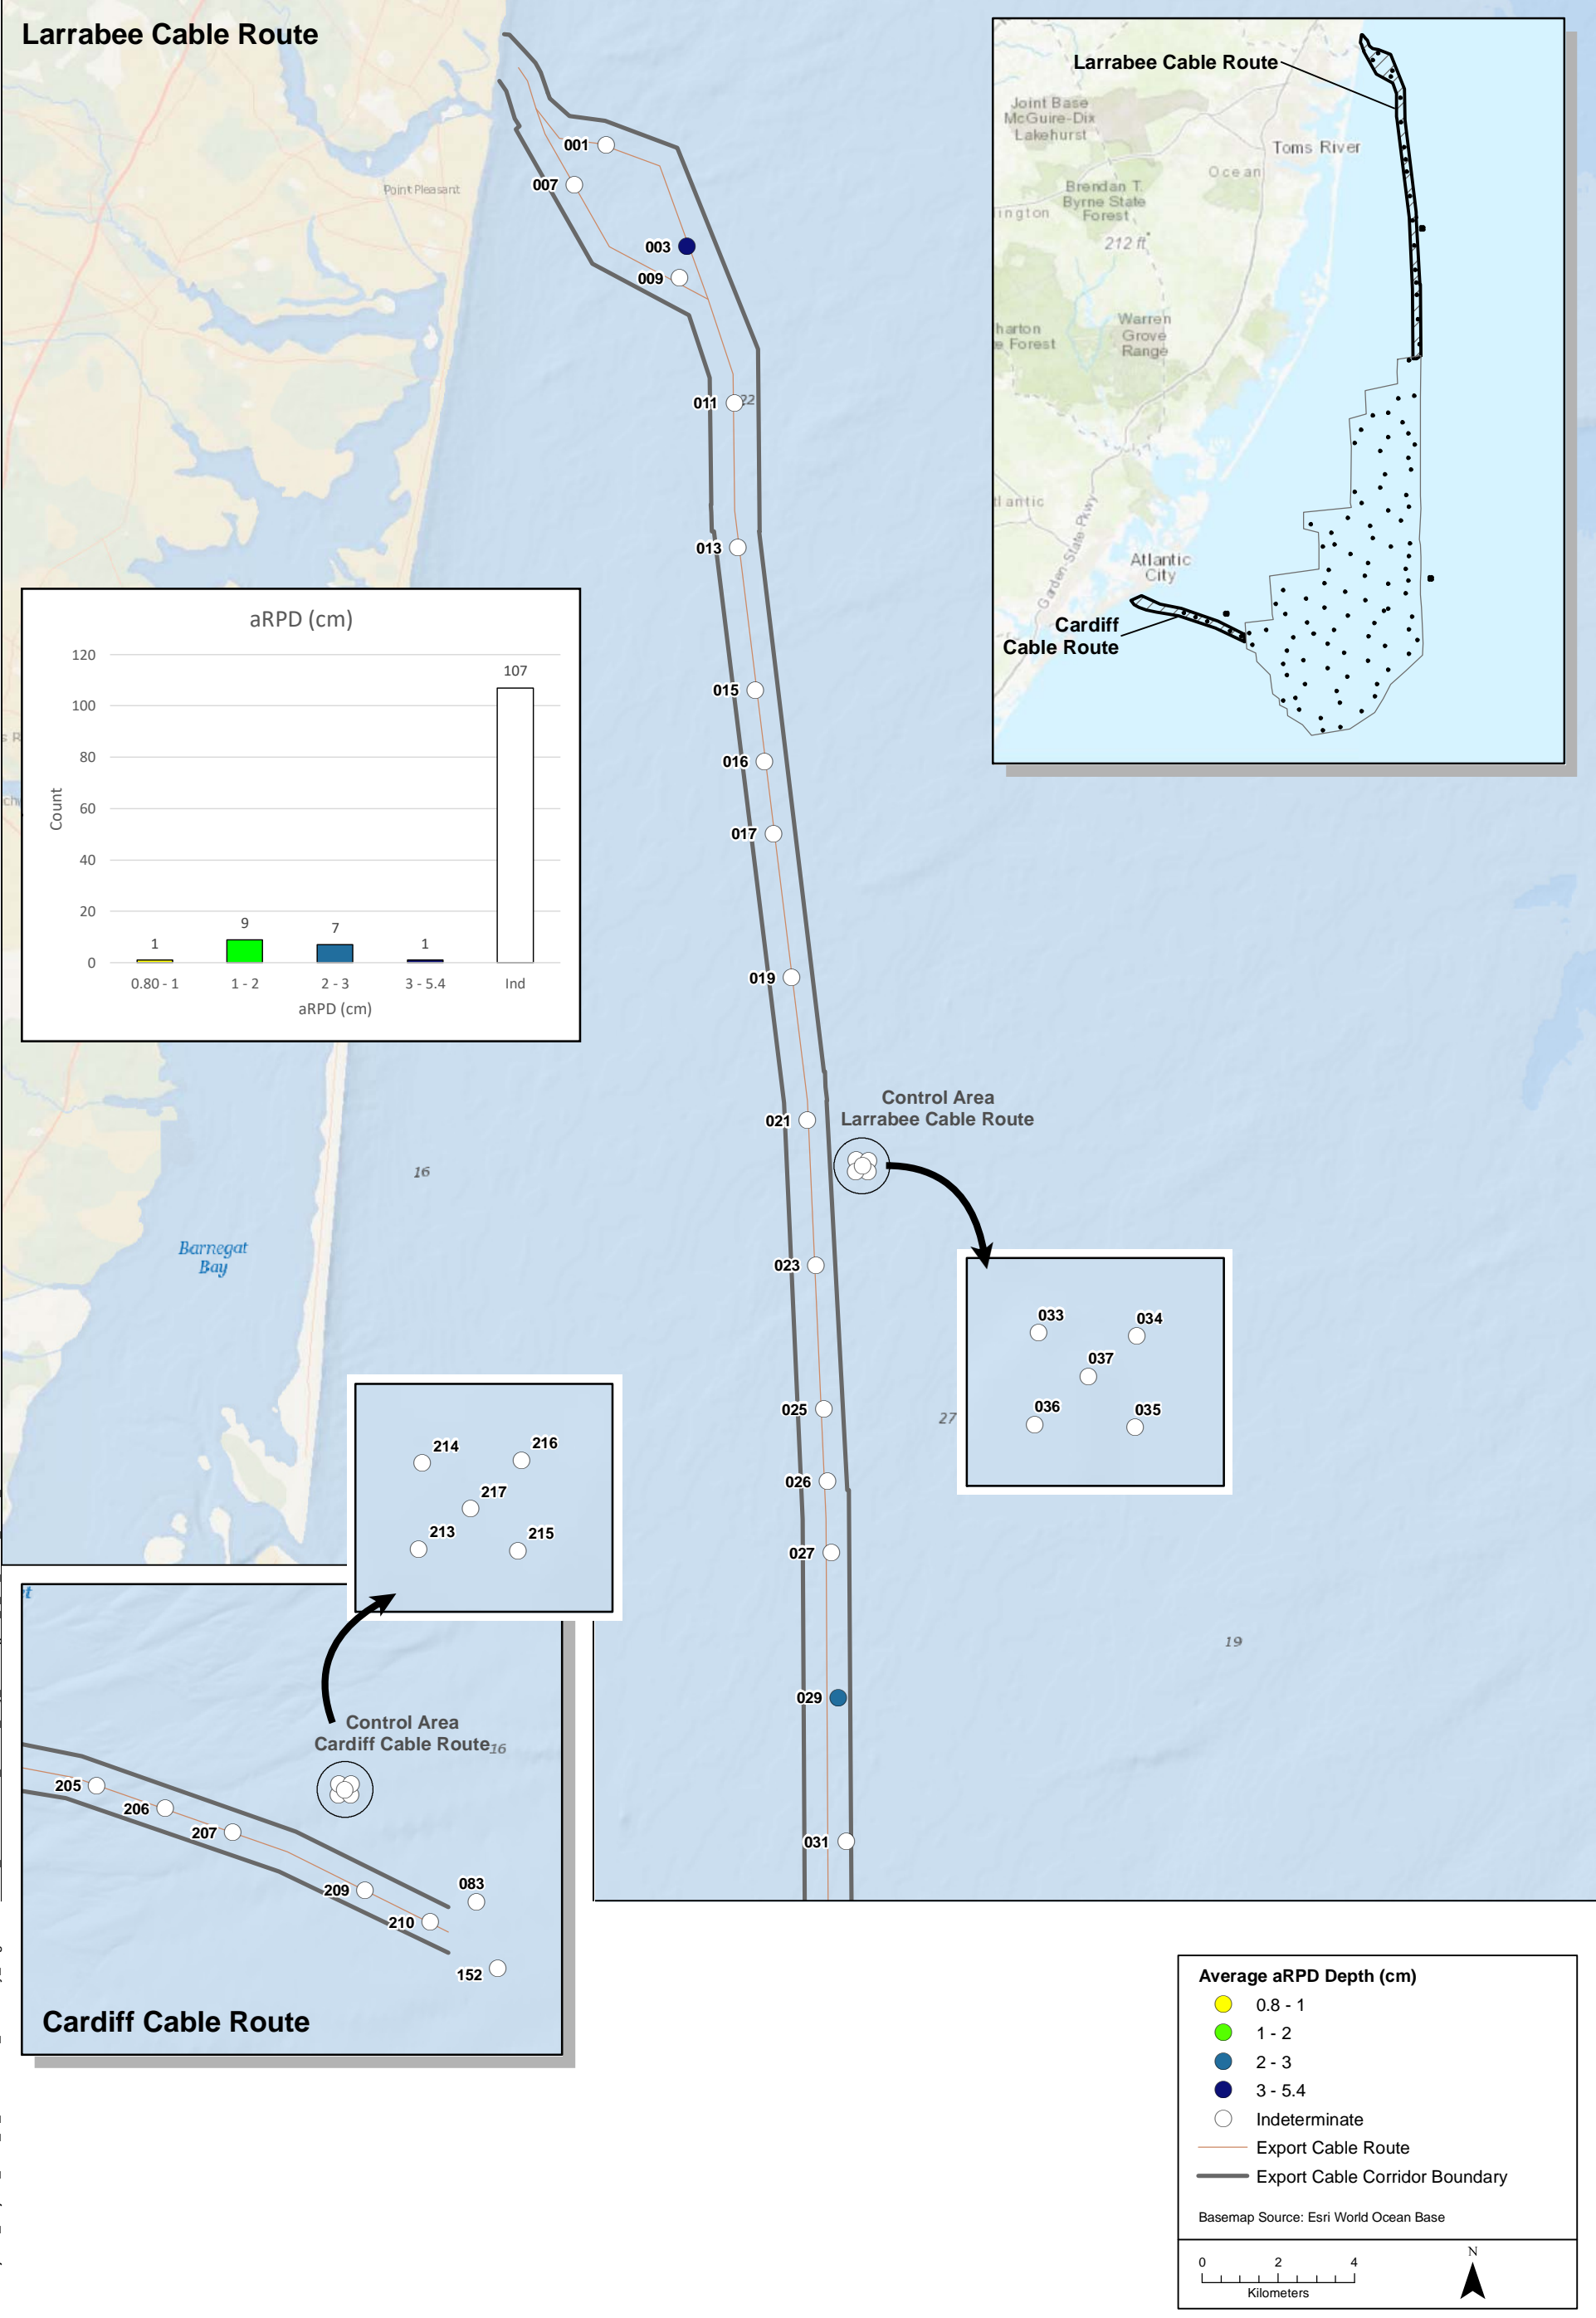 Larrabee Cable Route
Larrabee Cable Route
Joint Base
McGuire-Dix
Lakehurst
Toms River
Ocean
Brendan T.
Byrne State
Forest
ington
212 ft
Warren
Grove
Range
harton
e Forest
tlantic
Garden-State-Pkwy
Atlantic
City
Cardiff
Cable Route
Point Pleasant
001
007
003
009
011
22
013
015
016
017
019
021
023
025
026
027
029
031
aRPD (cm)
Count
120
100
80
60
40
20
0
1
9
7
1
107
0.80 - 1
1 - 2
2 - 3
3 - 5.4
Ind
aRPD (cm)
Control Area
Larrabee Cable Route
16
Barnegat
Bay
27
19
033
034
037
036
035
214
216
217
213
215
Control Area
Cardiff Cable Route
16
205
206
207
209
210
083
152
Cardiff Cable Route
Average aRPD Depth (cm)
0.8 - 1
1 - 2
2 - 3
3 - 5.4
Indeterminate
Export Cable Route
Export Cable Corridor Boundary
Basemap Source: Esri World Ocean Base
0 2 4
Kilometers
N